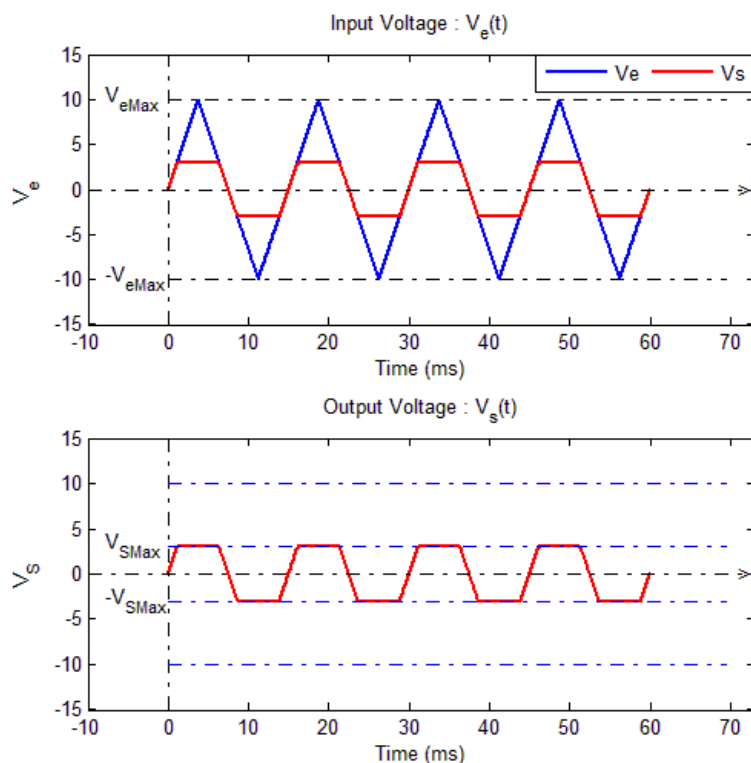 Input Voltage : Ve(t)
Ve Vs
15
VeMax 10
5
0
-5
-VeMax -10
-15
Ve
-10 0 10 20 30 40 50 60 70
Time (ms)
Output Voltage : Vs(t)
15
10
5
VSMax
0
-VSMax
-5
-10
-15
VS
-10 0 10 20 30 40 50 60 70
Time (ms)